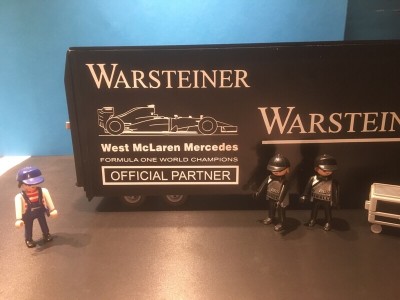 WARSTEINER
West McLaren Mercedes
FORMULA ONE WORLD CHAMPIONS
OFFICIAL PARTNER
WARSTEIN